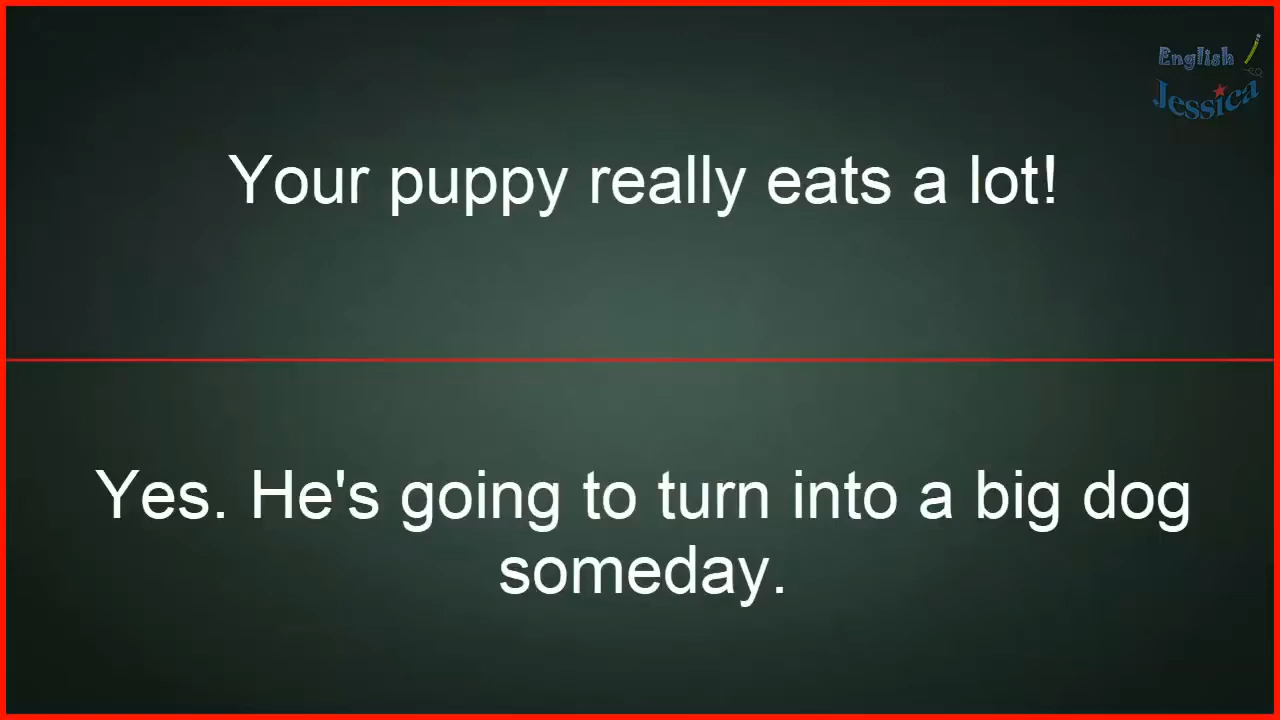 English
Jessica
Your puppy really eats a lot!
Yes. He's going to turn into a big dog
someday.